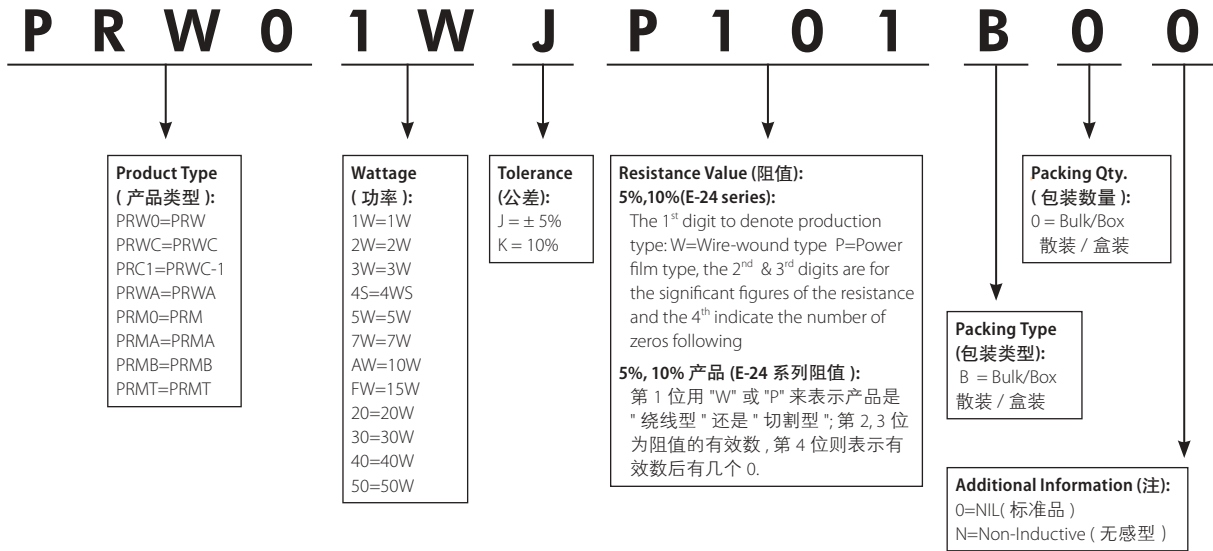 PRW01WJP101B00
Product Type
( 产品类型 ):
PRW0=PRW
PRWC=PRWC
PRC1=PRWC-1
PRWA=PRWA
PRM0=PRM
PRMA=PRMA
PRMB=PRMB
PRMT=PRMT
Wattage
( 功率 ):
1W=1W
2W=2W
3W=3W
4S=4WS
5W=5W
7W=7W
AW=10W
FW=15W
20=20W
30=30W
40=40W
50=50W
Tolerance
(公差):
J = ± 5%
K = 10%
Resistance Value (阻值):
5%,10%(E-24 series):
The 1st digit to denote production
type: W=Wire-wound type P=Power
film type, the 2nd & 3rd digits are for
the significant figures of the resistance
and the 4th indicate the number of
zeros following
5%, 10% 产品 (E-24 系列阻值 ):
第 1 位用 "W" 或 "P" 来表示产品是
" 绕线型 " 还是 " 切割型 "; 第 2, 3 位
为阻值的有效数 , 第 4 位则表示有
效数后有几个 0.
Packing Type
(包装类型):
B = Bulk/Box
散装 / 盒装
Packing Qty.
( 包装数量 ):
0 = Bulk/Box
散装 / 盒装
Additional Information (注):
0=NIL( 标准品 )
N=Non-Inductive ( 无感型 )